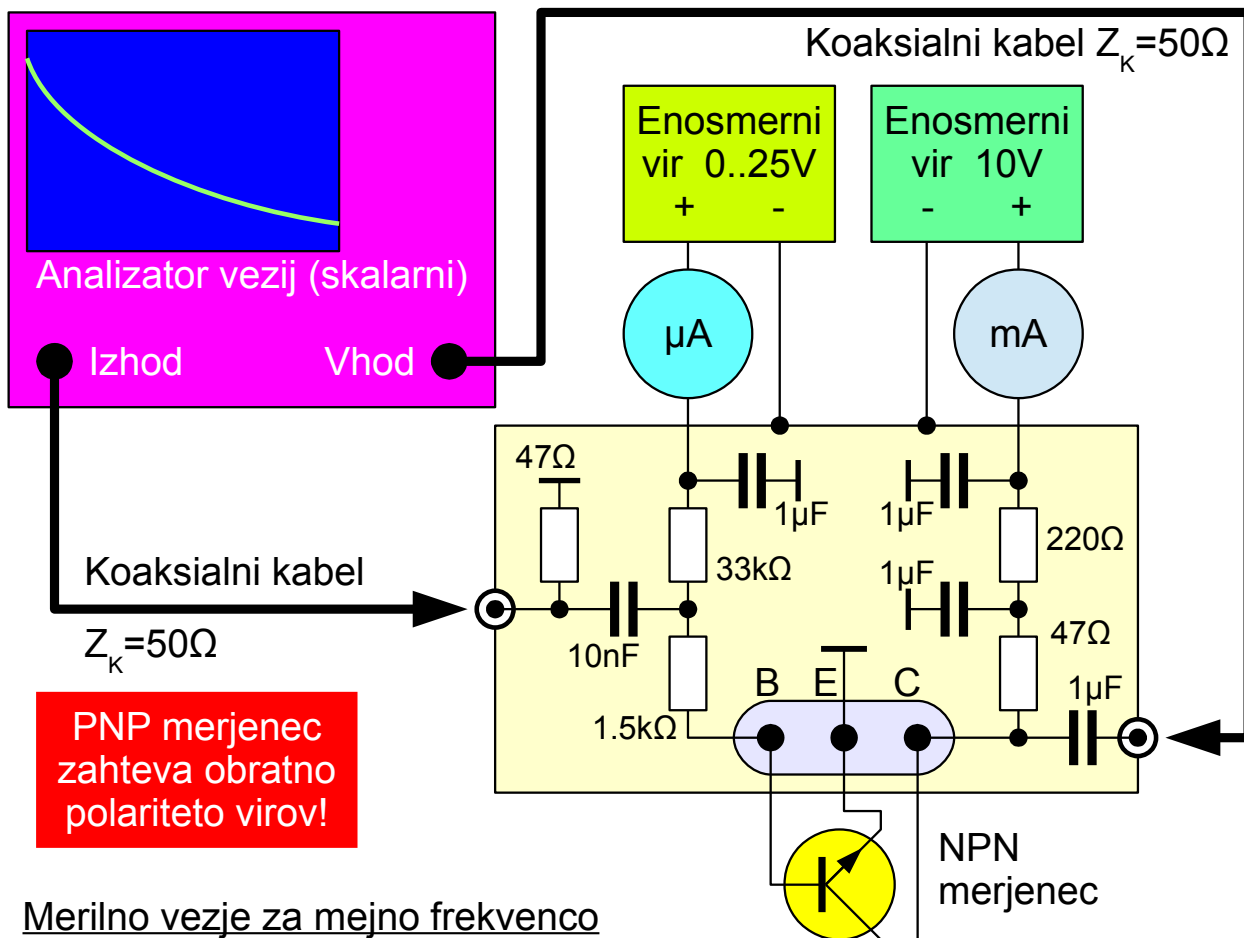 Koaksialni kabel ZK=50Ω
Enosmerni
vir 0..25V
+ -
Enosmerni
vir 10V
- +
Analizator vezij (skalarni)
Izhod
Vhod
µA
mA
47Ω
1µF
1µF
33kΩ
220Ω
1µF
Koaksialni kabel
ZK=50Ω
10nF
47Ω
1.5kΩ
B E C
1µF
PNP merjenec
zahteva obratno
polariteto virov!
NPN
merjenec
Merilno vezje za mejno frekvenco